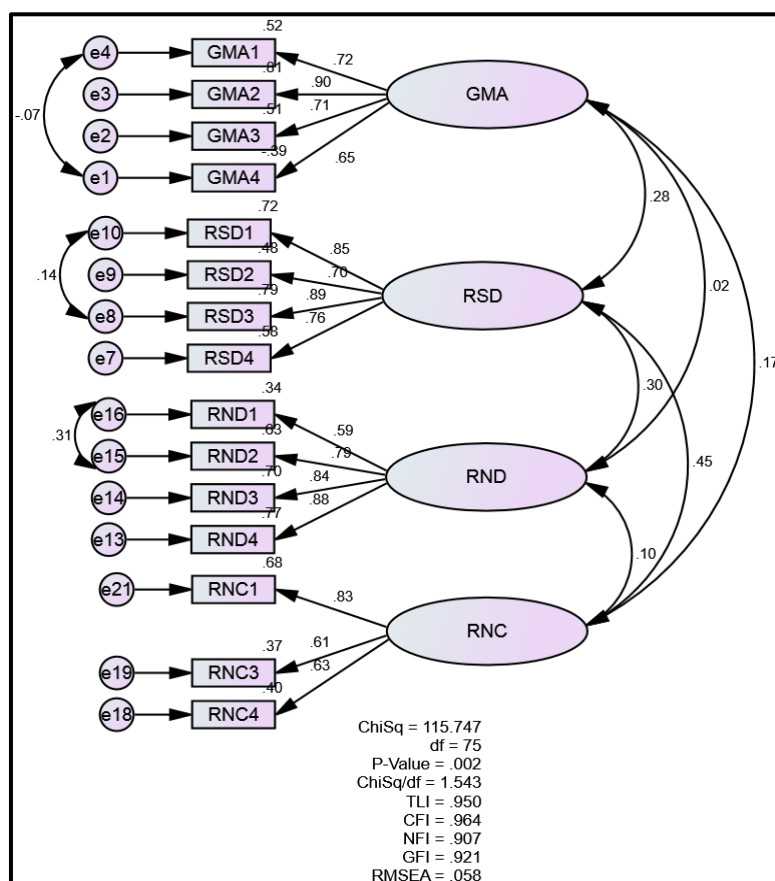 .52
e4
GMA1
.72
.81
e3
GMA2
.90
GMA
.51
-.07
e2
GMA3
.71
.39
e1
GMA4
.65
.28
.72
e10
RSD1
.85
.48
.14
e9
RSD2
.70
RSD
.02
.79
e8
RSD3
.89
.58
e7
RSD4
.76
.30
.17
.34
e16
RND1
.59
.63
.31
e15
RND2
.79
RND
.45
.70
e14
RND3
.84
.77
e13
RND4
.88
.10
.68
e21
RNC1
.83
RNC
.37
e19
RNC3
.61
.40
e18
RNC4
.63
ChiSq = 115.747
df = 75
P-Value = .002
ChiSq/df = 1.543
TLI = .950
CFI = .964
NFI = .907
GFI = .921
RMSEA = .058